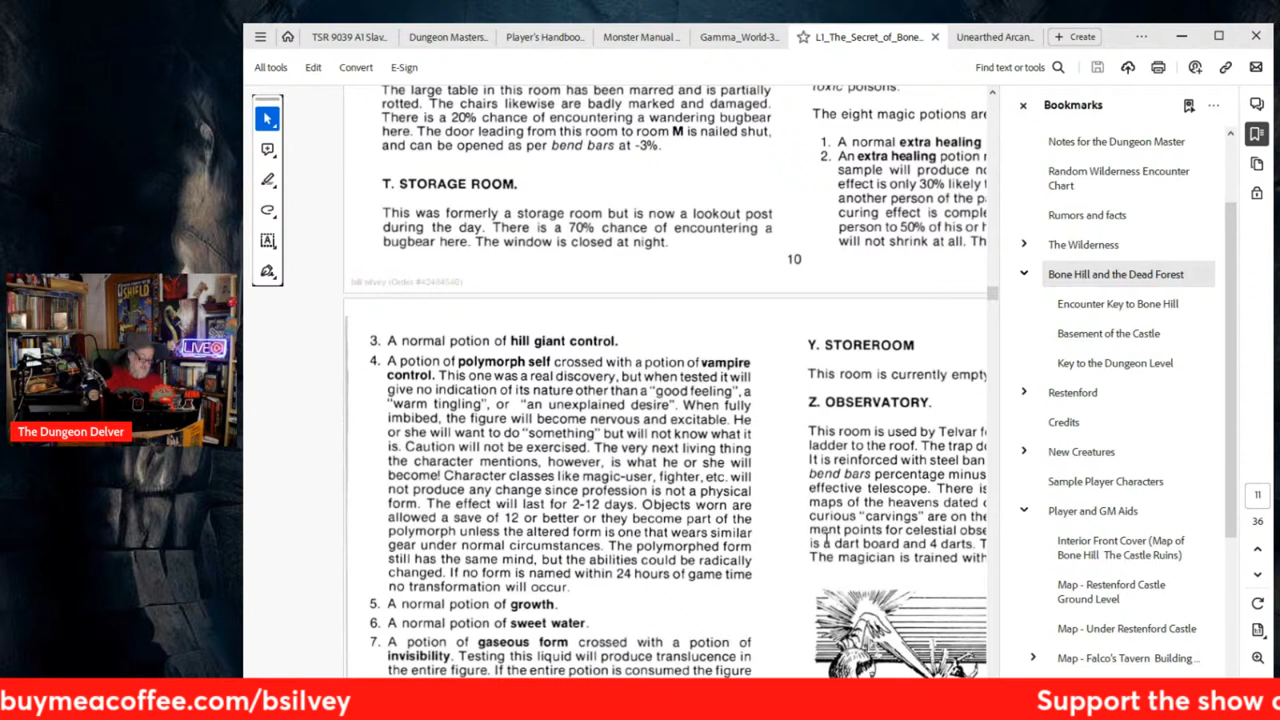 TSR 9039 A1 Slav..
Dungeon Masters..
Player's Handboo...
Monster Manual ...
Gamma_World-3...
L1_The_Secret_of_Bone...
Unearthed Arcan..
Create
All tools
Edit
Convert
E-Sign
Find text or tools
The large table in this room has been marred and is partially
rotted. The chairs likewise are badly marked and damaged.
There is a 20% chance of encountering a wandering bugbear
here. The door leading from this room to room M is nailed shut,
and can be opened as per bend bars at -3%.
T. STORAGE ROOM.
This was formerly a storage room but is now a lookout post
during the day. There is a 70% chance of encountering a
bugbear here. The window is closed at night.
toxic poisons.
The eight magic potions are
1. A normal extra healing
2. An extra healing potion
sample will produce no
effect is only 30% likely
another person of the p
curing effect is comple
person to 50% of his or h
will not shrink at all. Th
10
bill silvey (Order #42484540)
3. A normal potion of hill giant control.
4. A potion of polymorph self crossed with a potion of vampire
control. This one was a real discovery, but when tested it will
give no indication of its nature other than a "good feeling", a
"warm tingling", or "an unexplained desire". When fully
imbibed, the figure will become nervous and excitable. He
or she will want to do "something" but will not know what it
is. Caution will not be exercised. The very next living thing
the character mentions, however, is what he or she will
become! Character classes like magic-user, fighter, etc. will
not produce any change since profession is not a physical
form. The effect will last for 2-12 days. Objects worn are
allowed a save of 12 or better or they become part of the
polymorph unless the altered form is one that wears similar
gear under normal circumstances. The polymorphed form
still has the same mind, but the abilities could be radically
changed. If no form is named within 24 hours of game time
no transformation will occur.
5. A normal potion of growth.
6. A normal potion of sweet water.
7. A potion of gaseous form crossed with a potion of
invisibility. Testing this liquid will produce translucence in
the entire figure. If the entire potion is consumed the figure
Y. STOREROOM
This room is currently empty
Z. OBSERVATORY.
This room is used by Telvar f
ladder to the roof. The trap d
It is reinforced with steel ban
bend bars percentage minus
effective telescope. There is
maps of the heavens dated
curious "carvings" are on the
ment points for celestial obse
is a dart board and 4 darts. T
The magician is trained with
Bookmarks
Notes for the Dungeon Master
Random Wilderness Encounter
Chart
Rumors and facts
The Wilderness
Bone Hill and the Dead Forest
Encounter Key to Bone Hill
Basement of the Castle
Key to the Dungeon Level
Restenford
Credits
New Creatures
Sample Player Characters
Player and GM Aids
Interior Front Cover (Map of
Bone Hill The Castle Ruins)
Map - Restenford Castle
Ground Level
Map - Under Restenford Castle
Map - Falco's Tavern Building ...
11
36
SHIELD
LIVE
The Dungeon Delver
buymeacoffee.com/bsilvey
Support the show